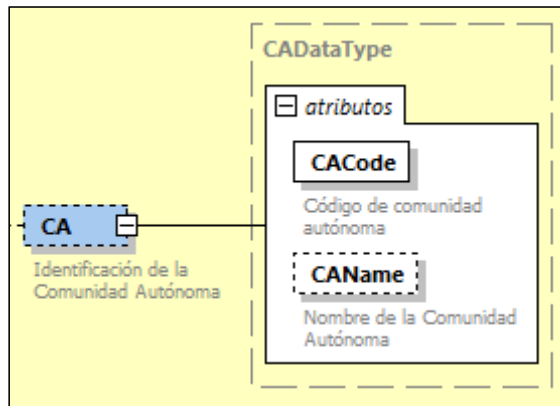 CADataType
atributos
CACode
Código de comunidad
autónoma
CA
Identificación de la
Comunidad Autónoma
CAName
Nombre de la Comunidad
Autónoma